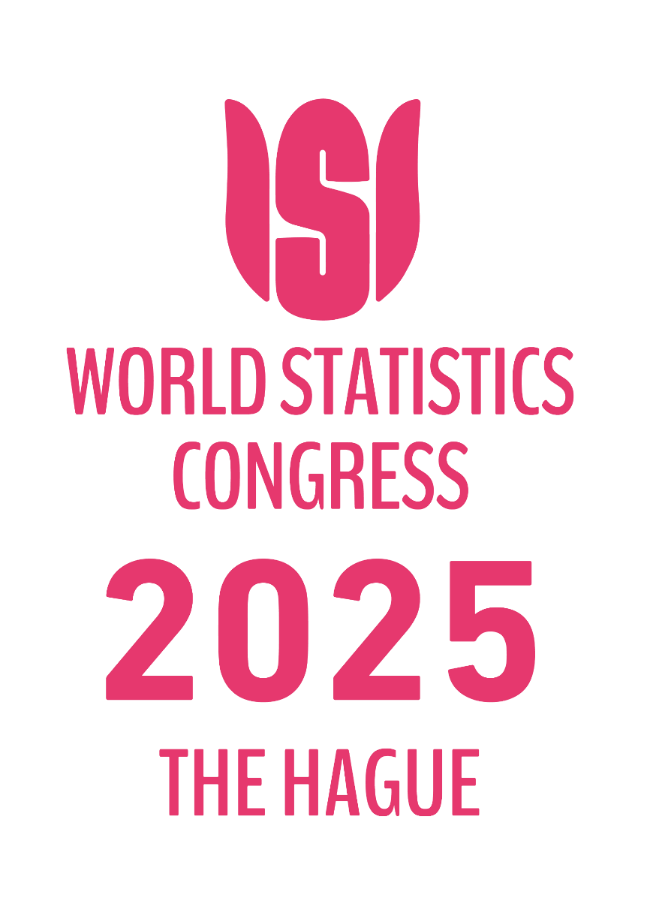 ISI
WORLD STATISTICS
CONGRESS
2025
THE HAGUE